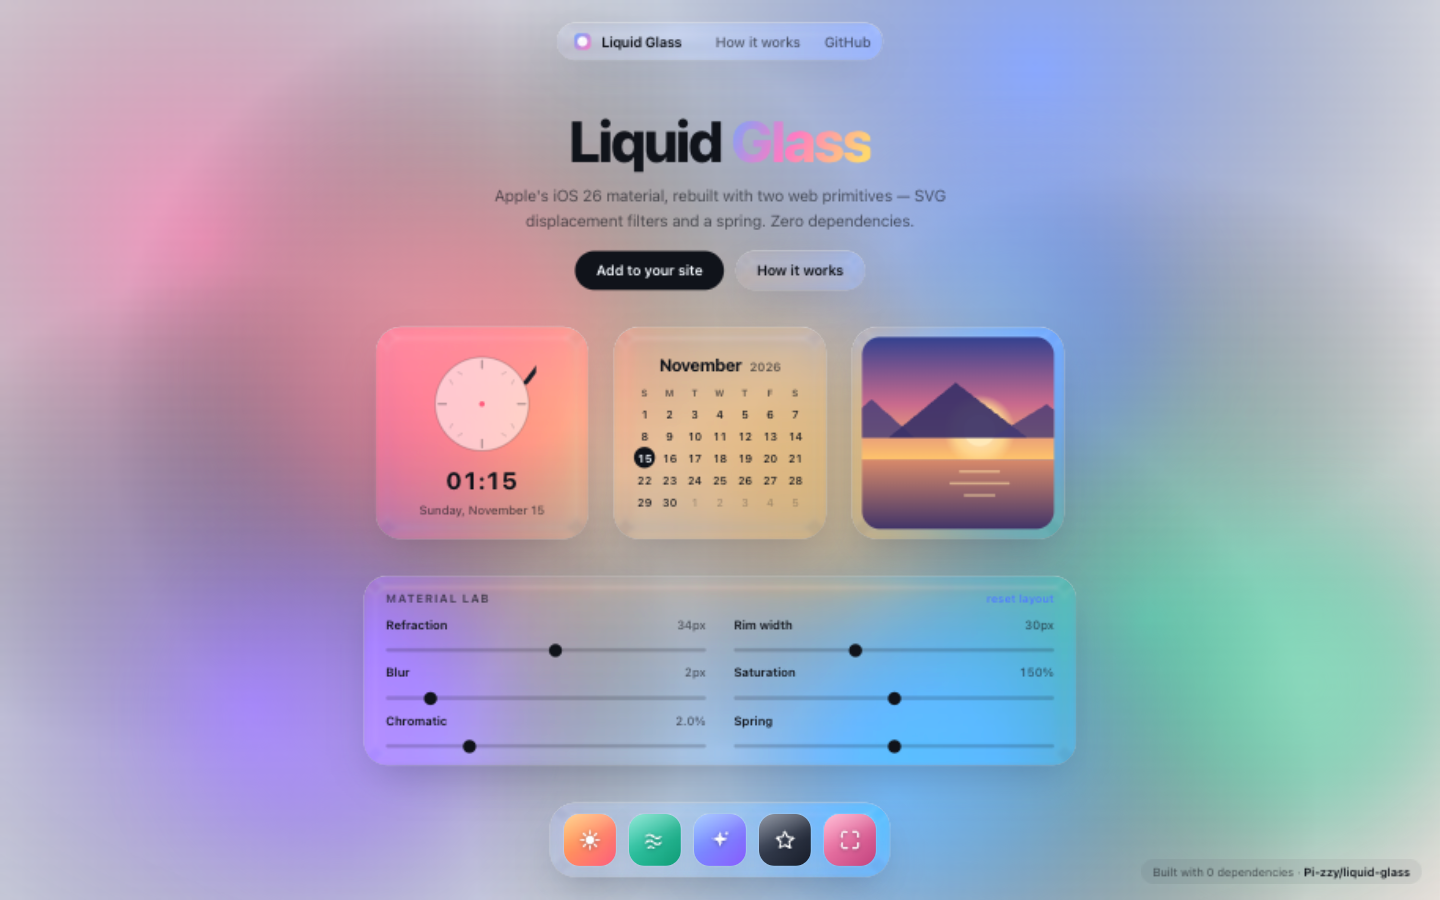 Liquid Glass How it works GitHub
Liquid Glass
Apple's iOS 26 material, rebuilt with two web primitives — SVG
displacement filters and a spring. Zero dependencies.
Add to your site How it works
01:15
Sunday, November 15
November 2026
S M T W T F S
1 2 3 4 5 6 7
8 9 10 11 12 13 14
15 16 17 18 19 20 21
22 23 24 25 26 27 28
29 30 1 2 3 4 5
MATERIAL LAB reset layout
Refraction 34px Rim width 30px
Blur 2px Saturation 150%
Chromatic 2.0% Spring
Built with 0 dependencies · Pi-zzy/liquid-glass